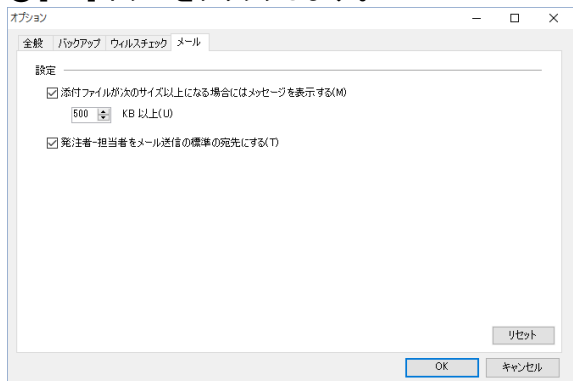 オプション
全般 バックアップ ウィルスチェック メール
設定
添付ファイルが次のサイズ以上になる場合にはメッセージを表示する(M)
500 KB 以上(U)
発注者-担当者をメール送信の標準の宛先にする(T)
リセット
OK キャンセル